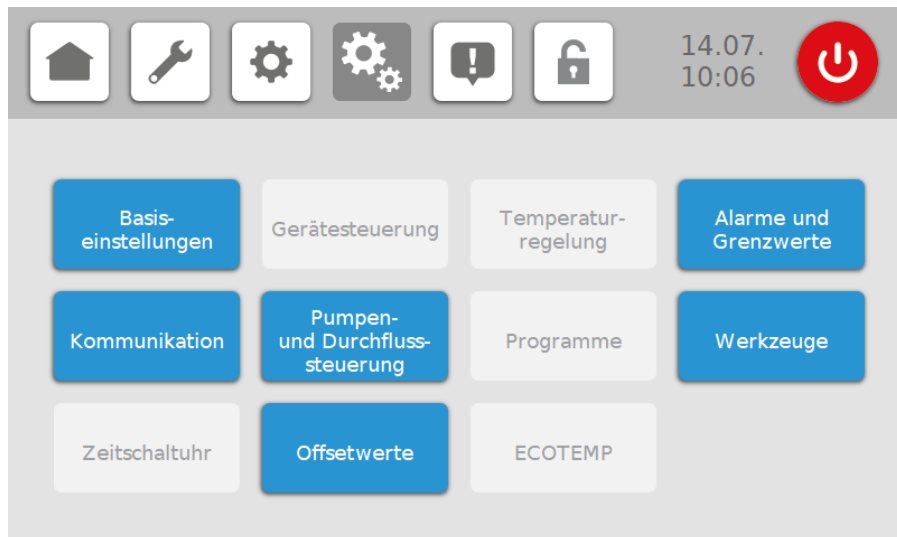 14.07.
10:06
Basis-
einstellungen
Gerätesteuerung
Temperatur-
regelung
Alarme und
Grenzwerte
Kommunikation
Pumpen-
und Durchfluss-
steuerung
Programme
Werkzeuge
Zeitschaltuhr
Offsetwerte
ECOTEMP